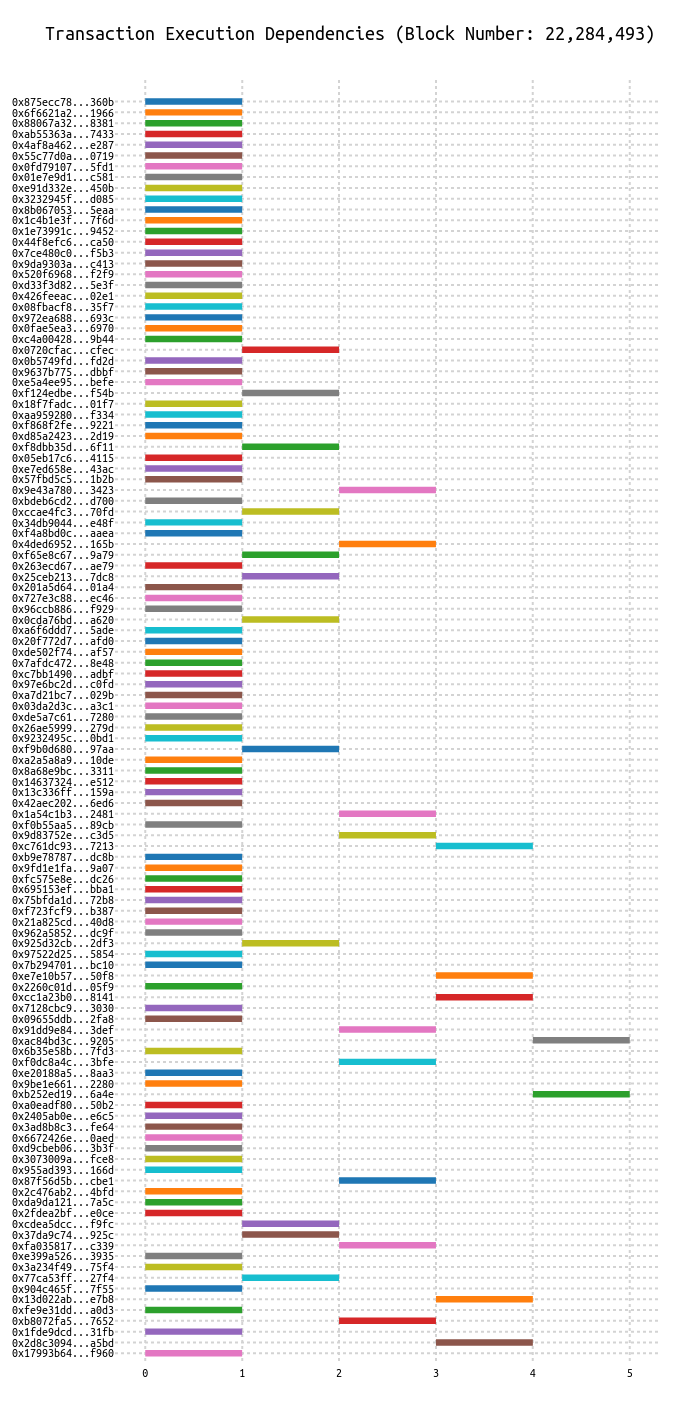 Transaction Execution Dependencies (Block Number: 22,284,493)
0x875ecc78...360b
0x6f6621a2...1966
0x88067a32...8381
0xab55363a...7433
0x4af8a462...e287
0x55c77d0a...0719
0x0fd79107...5fd1
0x01e7e9d1...c581
0xe91d332e...450b
0x3232945f...d085
0x8b067053...5eaa
0x1c4b1e3f...7f6d
0x1e73991c...9452
0x44f8efc6...ca50
0x7ce480c0...f5b3
0x9da9303a...c413
0x520f6968...f2f9
0xd33f3d82...5e3f
0x426feeac...02e1
0x08fbacf8...35f7
0x972ea688...693c
0x0fae5ea3...6970
0xc4a00428...9b44
0x0720cfac...cfec
0x0b5749fd...fd2d
0x9637b775...dbbf
0xe5a4ee95...befe
0xf124edbe...f54b
0x18f7fadc...01f7
0xaa959280...f334
0xf868f2fe...9221
0xd85a2423...2d19
0xf8dbb35d...6f11
0x05eb17c6...4115
0xe7ed658e...43ac
0x57fbd5c5...1b2b
0x9e43a780...3423
0xbdeb6cd2...d700
0xccae4fc3...70fd
0x34db9044...e48f
0xf4a8bd0c...aaea
0x4ded6952...165b
0xf65e8c67...9a79
0x263ecd67...ae79
0x25ceb213...7dc8
0x201a5d64...01a4
0x727e3c88...ec46
0x96ccb886...f929
0x0cda76bd...a620
0xa6f6ddd7...5ade
0x20f772d7...afd0
0xde502f74...af57
0x7afdc472...8e48
0xc7bb1490...adbf
0x97e6bc2d...c0fd
0xa7d21bc7...029b
0x03da2d3c...a3c1
0xde5a7c61...7280
0x26ae5999...279d
0x9232495c...0bd1
0xf9b0d680...97aa
0xa2a5a8a9...10de
0x8a68e9bc...3311
0x14637324...e512
0x13c336ff...159a
0x42aec202...6ed6
0x1a54c1b3...2481
0xf0b55aa5...89cb
0x9d83752e...c3d5
0xc761dc93...7213
0xb9e78787...dc8b
0x9fd1e1fa...9a07
0xfc575e8e...dc26
0x695153ef...bba1
0x75bfda1d...72b8
0xf723fcf9...b387
0x21a825cd...40d8
0x962a5852...dc9f
0x925d32cb...2df3
0x97522d25...5854
0x7b294701...bc10
0xe7e10b57...50f8
0x2260c01d...05f9
0xcc1a23b0...8141
0x7128cbc9...3030
0x09655ddb...2fa8
0x91dd9e84...3def
0xac84bd3c...9205
0x6b35e58b...7fd3
0xf0dc8a4c...3bfe
0xe20188a5...8aa3
0x9be1e661...2280
0xb252ed19...6a4e
0xa0eadf80...50b2
0x2405ab0e...e6c5
0x3ad8b8c3...fe64
0x6672426e...0aed
0xd9cbeb06...3b3f
0x3073009a...fce8
0x955ad393...166d
0x87f56d5b...cbe1
0x2c476ab2...4bfd
0xda9da121...7a5c
0x2fdea2bf...e0ce
0xcdea5dcc...f9fc
0x37da9c74...925c
0xfa035817...c339
0xe399a526...3935
0x3a234f49...75f4
0x77ca53ff...27f4
0x904c465f...7f55
0x13d022ab...e7b8
0xfe9e31dd...a0d3
0xb8072fa5...7652
0x1fde9dcd...31fb
0x2d8c3094...a5bd
0x17993b64...f960
0 1 2 3 4 5